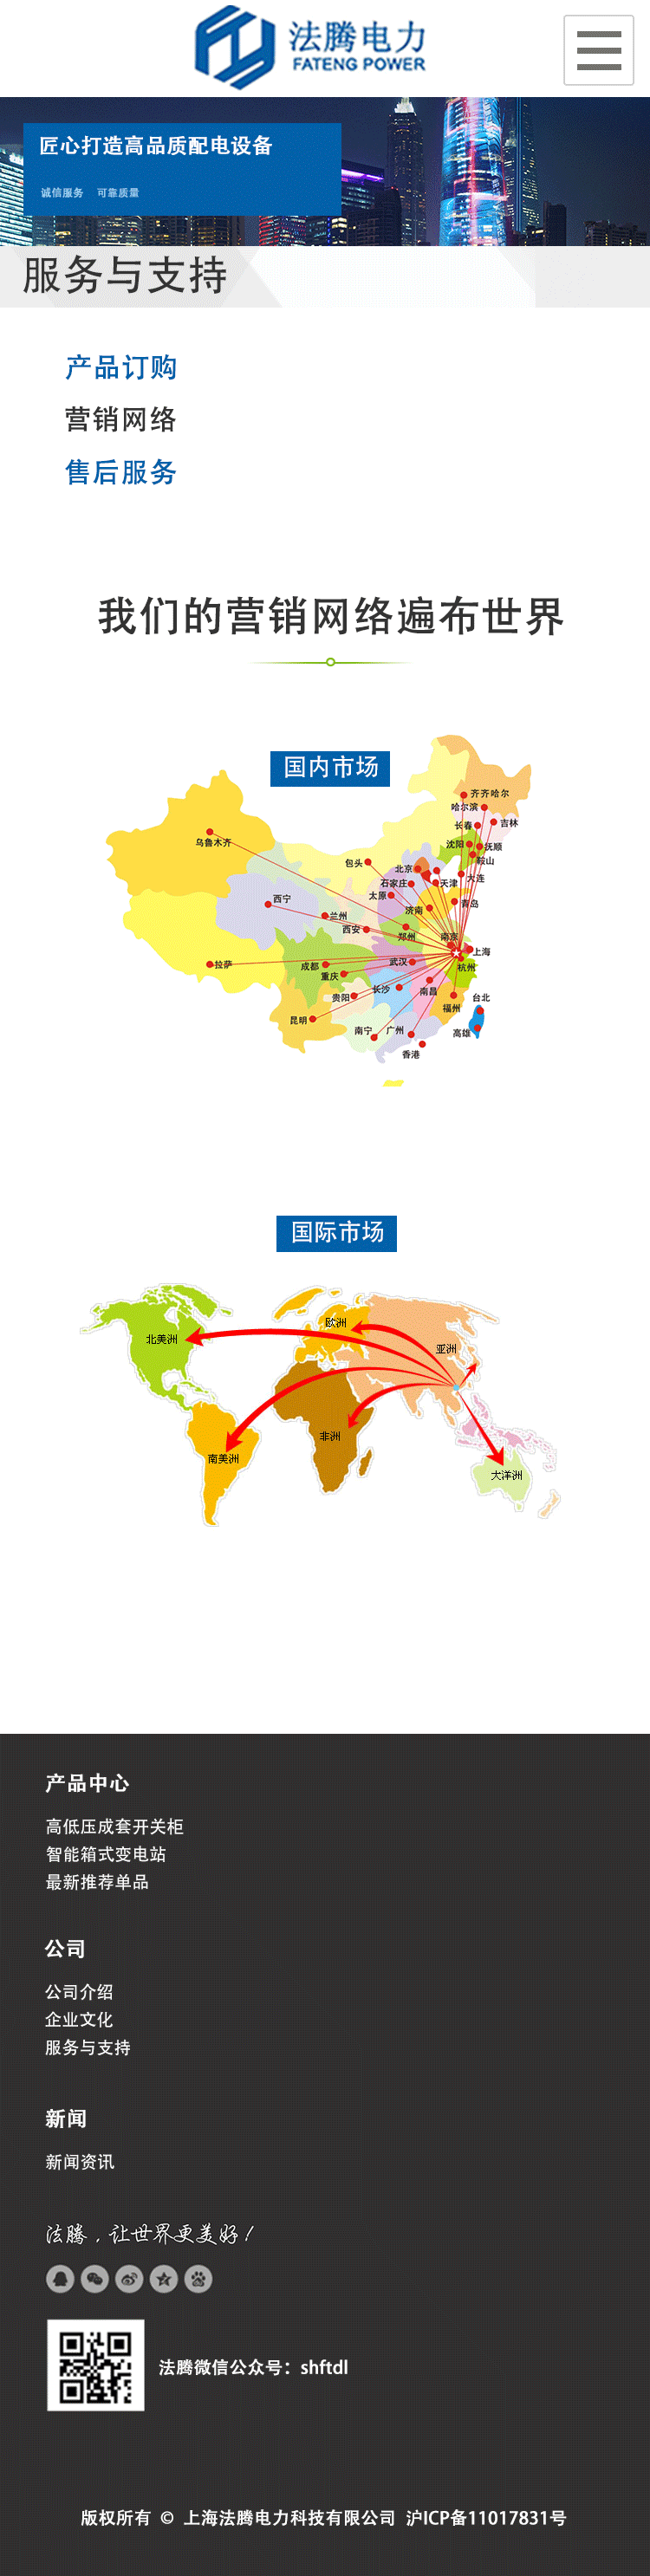 法腾电力
FATENG POWER
匠心打造高品质配电设备
诚信服务 可靠质量
服务与支持
产品订购
营销网络
售后服务
我们的营销网络遍布世界
国内市场
齐齐哈尔
哈尔滨
长春
吉林
乌鲁木齐
沈阳
抚顺
鞍山
包头
北京
大连
石家庄
天津
太原
西宁
青岛
济南
兰州
西安
郑州
南京
上海
拉萨
成都
武汉
杭州
重庆
长沙
南昌
贵阳
台北
福州
昆明
南宁
广州
高雄
香港
国际市场
欧洲
北美洲
亚洲
非洲
南美洲
大洋洲
产品中心
高低压成套开关柜
智能箱式变电站
最新推荐单品
公司
公司介绍
企业文化
服务与支持
新闻
新闻资讯
法腾，让世界更美好！
法腾微信公众号：shftdl
版权所有 © 上海法腾电力科技有限公司 沪ICP备11017831号